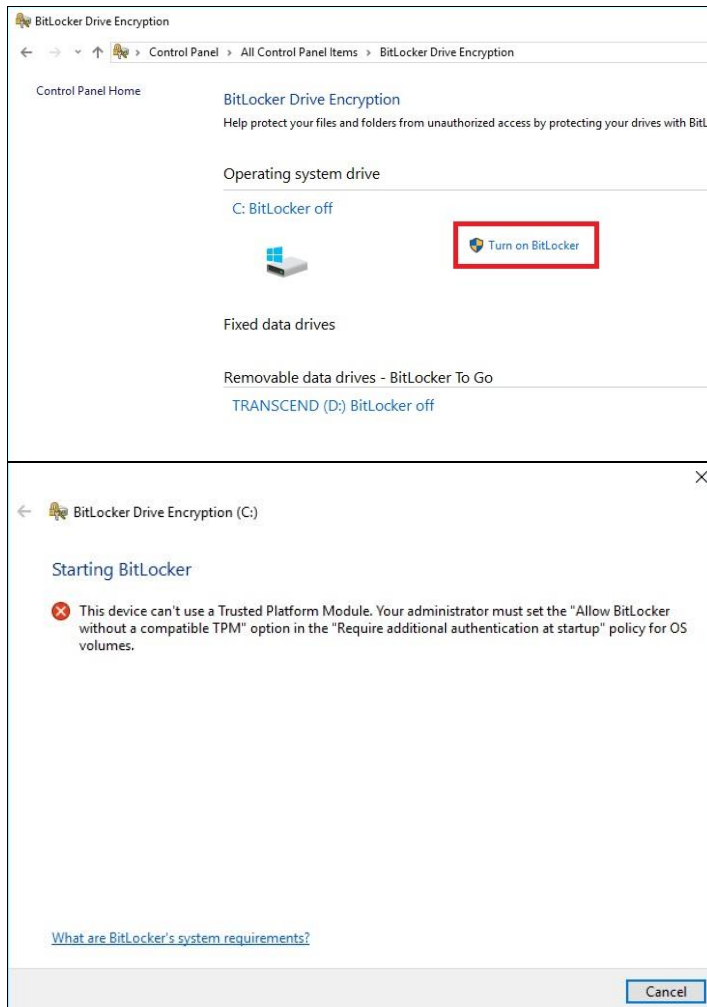 BitLocker Drive Encryption
Control Panel > All Control Panel Items > BitLocker Drive Encryption
Control Panel Home
BitLocker Drive Encryption
Help protect your files and folders from unauthorized access by protecting your drives with BitL
Operating system drive
C: BitLocker off
Turn on BitLocker
Fixed data drives
Removable data drives - BitLocker To Go
TRANSCEND (D:) BitLocker off
BitLocker Drive Encryption (C:)
Starting BitLocker
This device can't use a Trusted Platform Module. Your administrator must set the "Allow BitLocker
without a compatible TPM" option in the "Require additional authentication at startup" policy for OS
volumes.
What are BitLocker's system requirements?
Cancel